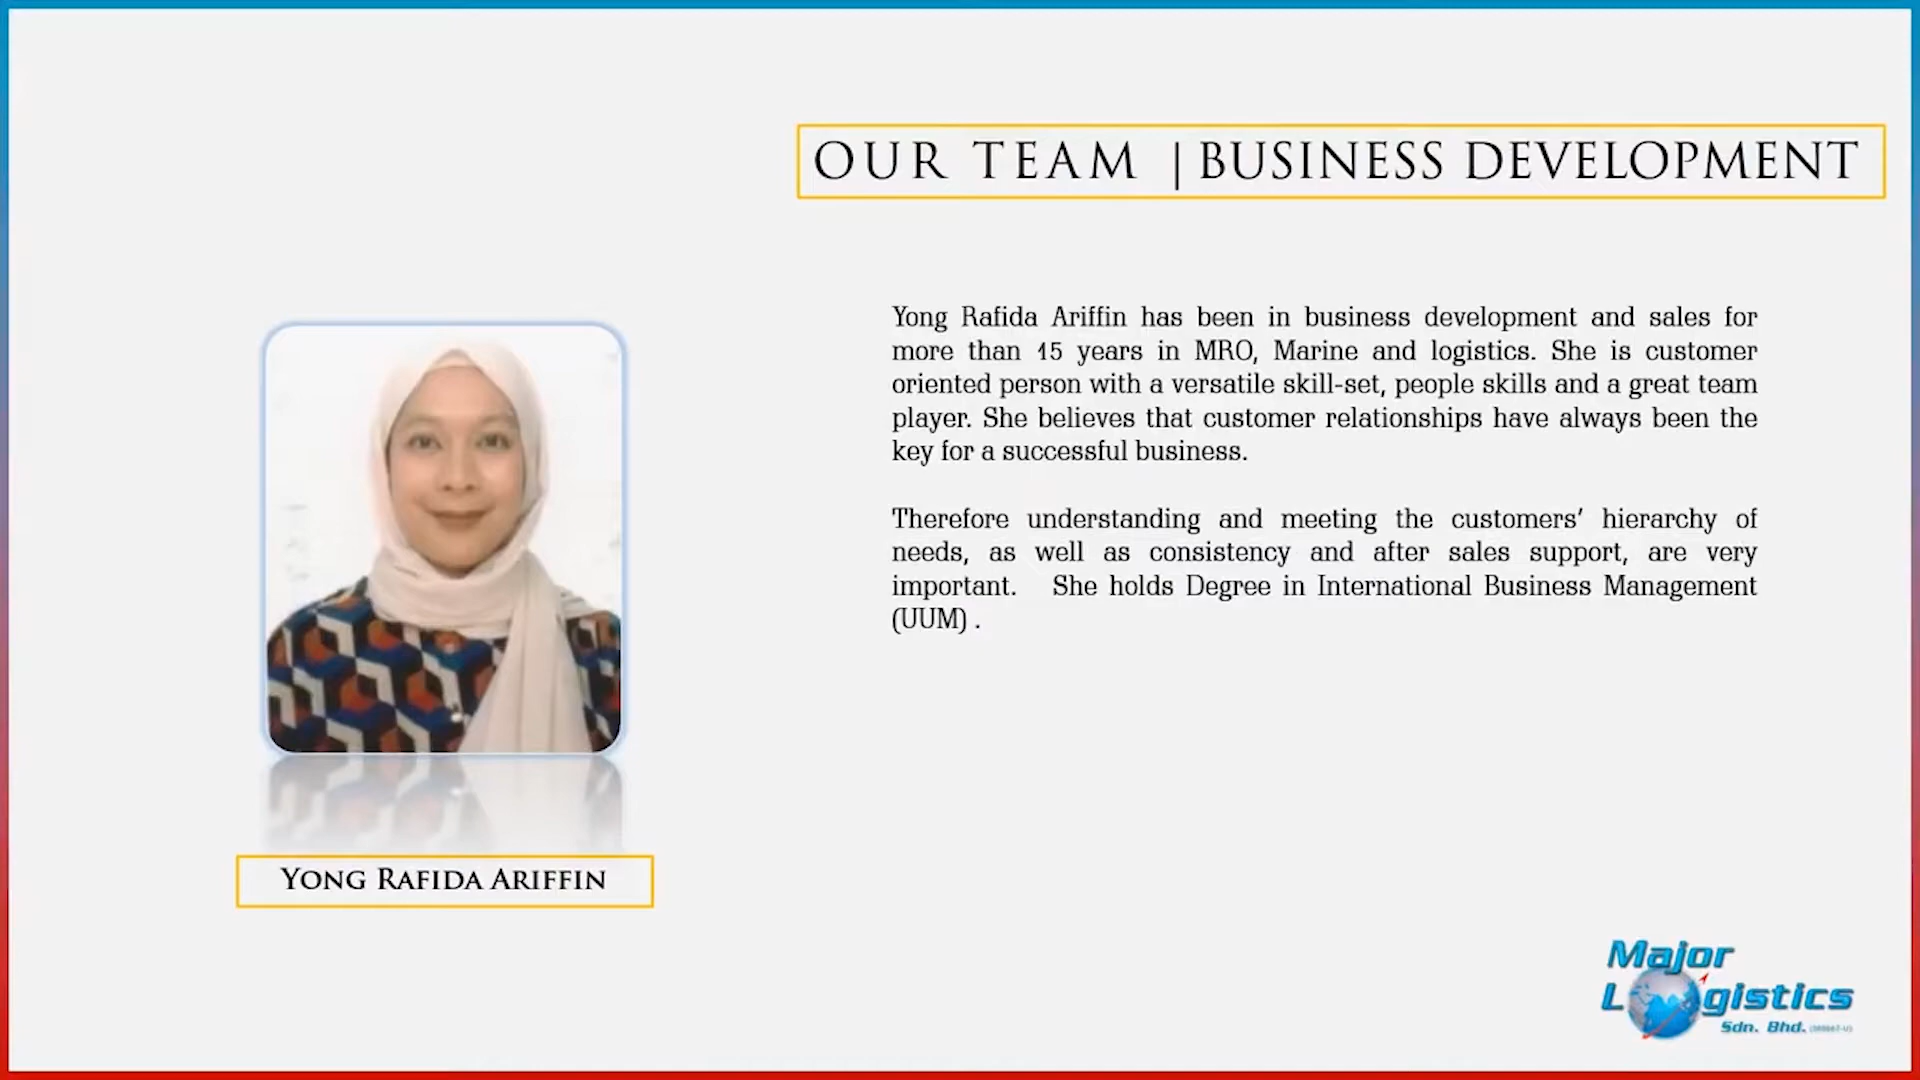 OUR TEAM | BUSINESS DEVELOPMENT
Yong Rafida Ariffin has been in business development and sales for
more than 15 years in MRO, Marine and logistics. She is customer
oriented person with a versatile skill-set, people skills and a great team
player. She believes that customer relationships have always been the
key for a successful business.
Therefore understanding and meeting the customers’ hierarchy of
needs, as well as consistency and after sales support, are very
important. She holds Degree in International Business Management
(UUM) .
YONG RAFIDA ARIFFIN
Major
Logistics
Sdn. Bhd.